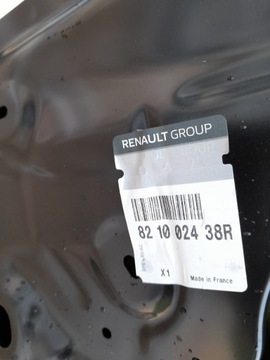 RENAULT GROUP
82 10 024 38R
X1
Made in France